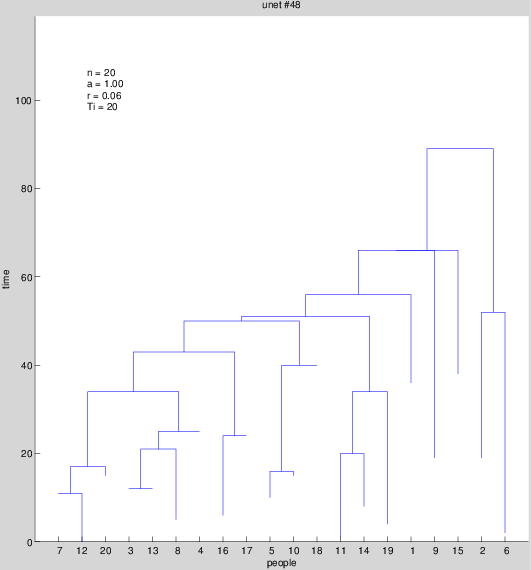 unet #48
n = 20
a = 1.00
r = 0.06
Ti = 20
100
80
60
40
20
0
time
7 12 20 3 13 8 4 16 17 5 10 18 11 14 19 1 9 15 2 6
people